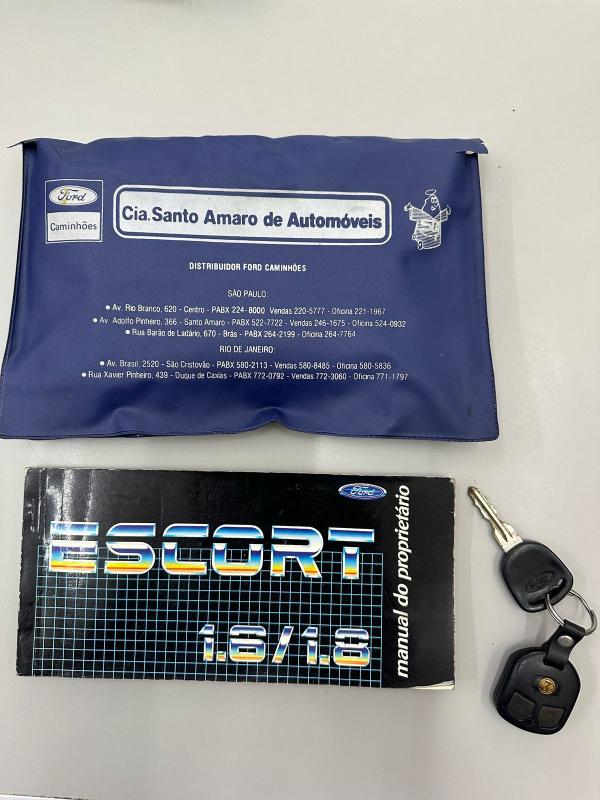 Ford
Caminhões
Cia. Santo Amaro de Automóveis
DISTRIBUIDOR FORD CAMINHÕES
SÃO PAULO:
• Av. Rio Branco, 620 - Centro - PABX 224-8000 Vendas 220-5777 - Oficina 221-1967
• Av. Adolfo Pinheiro, 366 - Santo Amaro - PABX 522-7722 - Vendas 246-1675 - Oficina 524-0932
• Rua Barão de Ladário, 670 - Brás - PABX 264-2199 - Oficina 264-7764
RIO DE JANEIRO:
• Av. Brasil, 2520 - São Cristovão - PABX 580-2113 - Vendas 580-8485 - Oficina 580-5836
• Rua Xavier Pinheiro, 439 - Duque de Caxias - PABX 772-0792 - Vendas 772-3060 - Oficina 771-1797
Ford
ESCORT
1.6/1.8
manual do proprietário
Ford